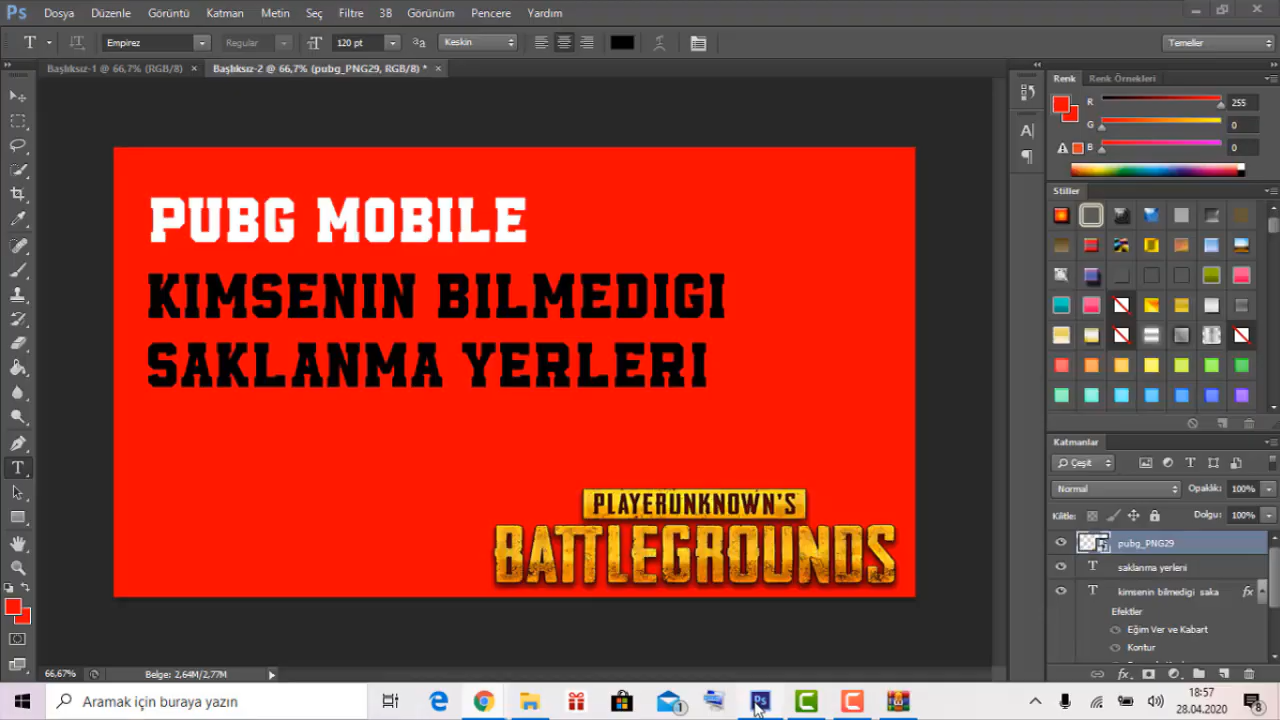 Ps Dosya Düzenle Görüntü Katman Metin Seç Filtre 3B Görünüm Pencere Yardım
T Empirez Regular 120 pt Keskin Temeller
Başlıksız-1 @ 66,7% (RGB/8) × Başlıksız-2 @ 66,7% (pubg_PNG29, RGB/8) * ×
Renk Renk Örnekleri
R 255
G 0
B 0
Stiller
PUBG MOBILE
KIMSENIN BILMEDIGI
SAKLANMA YERLERI
PLAYERUNKNOWN'S
BATTLEGROUNDS
Katmanlar
Çeşit
Normal Opaklık: 100%
Kilitle: Dolgu: 100%
pubg_PNG29
T saklanma yerleri
T kimsenin bilmedigi saka fx
Efektler
Eğim Ver ve Kabart
Kontur
66,67% Belge: 2,64M/2,77M
Aramak için buraya yazın
18:57
28.04.2020